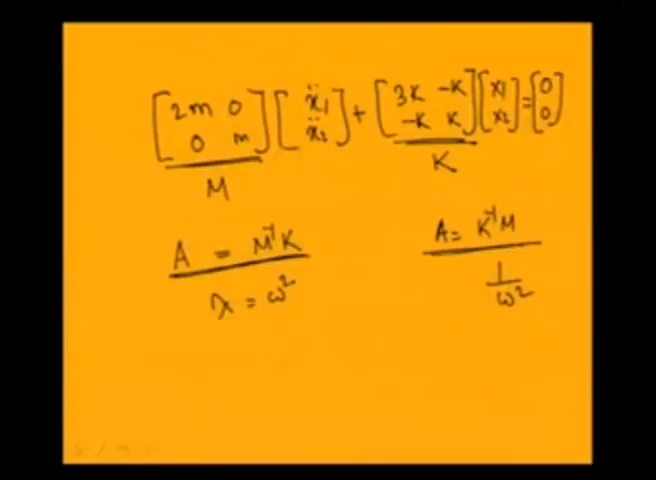 [2m 0; 0 m] [ẍ1; ẍ2] + [3K -K; -K K] [x1; x2] = [0; 0]
M K
A = M⁻¹K A = K⁻¹M
λ = ω² 1/ω²